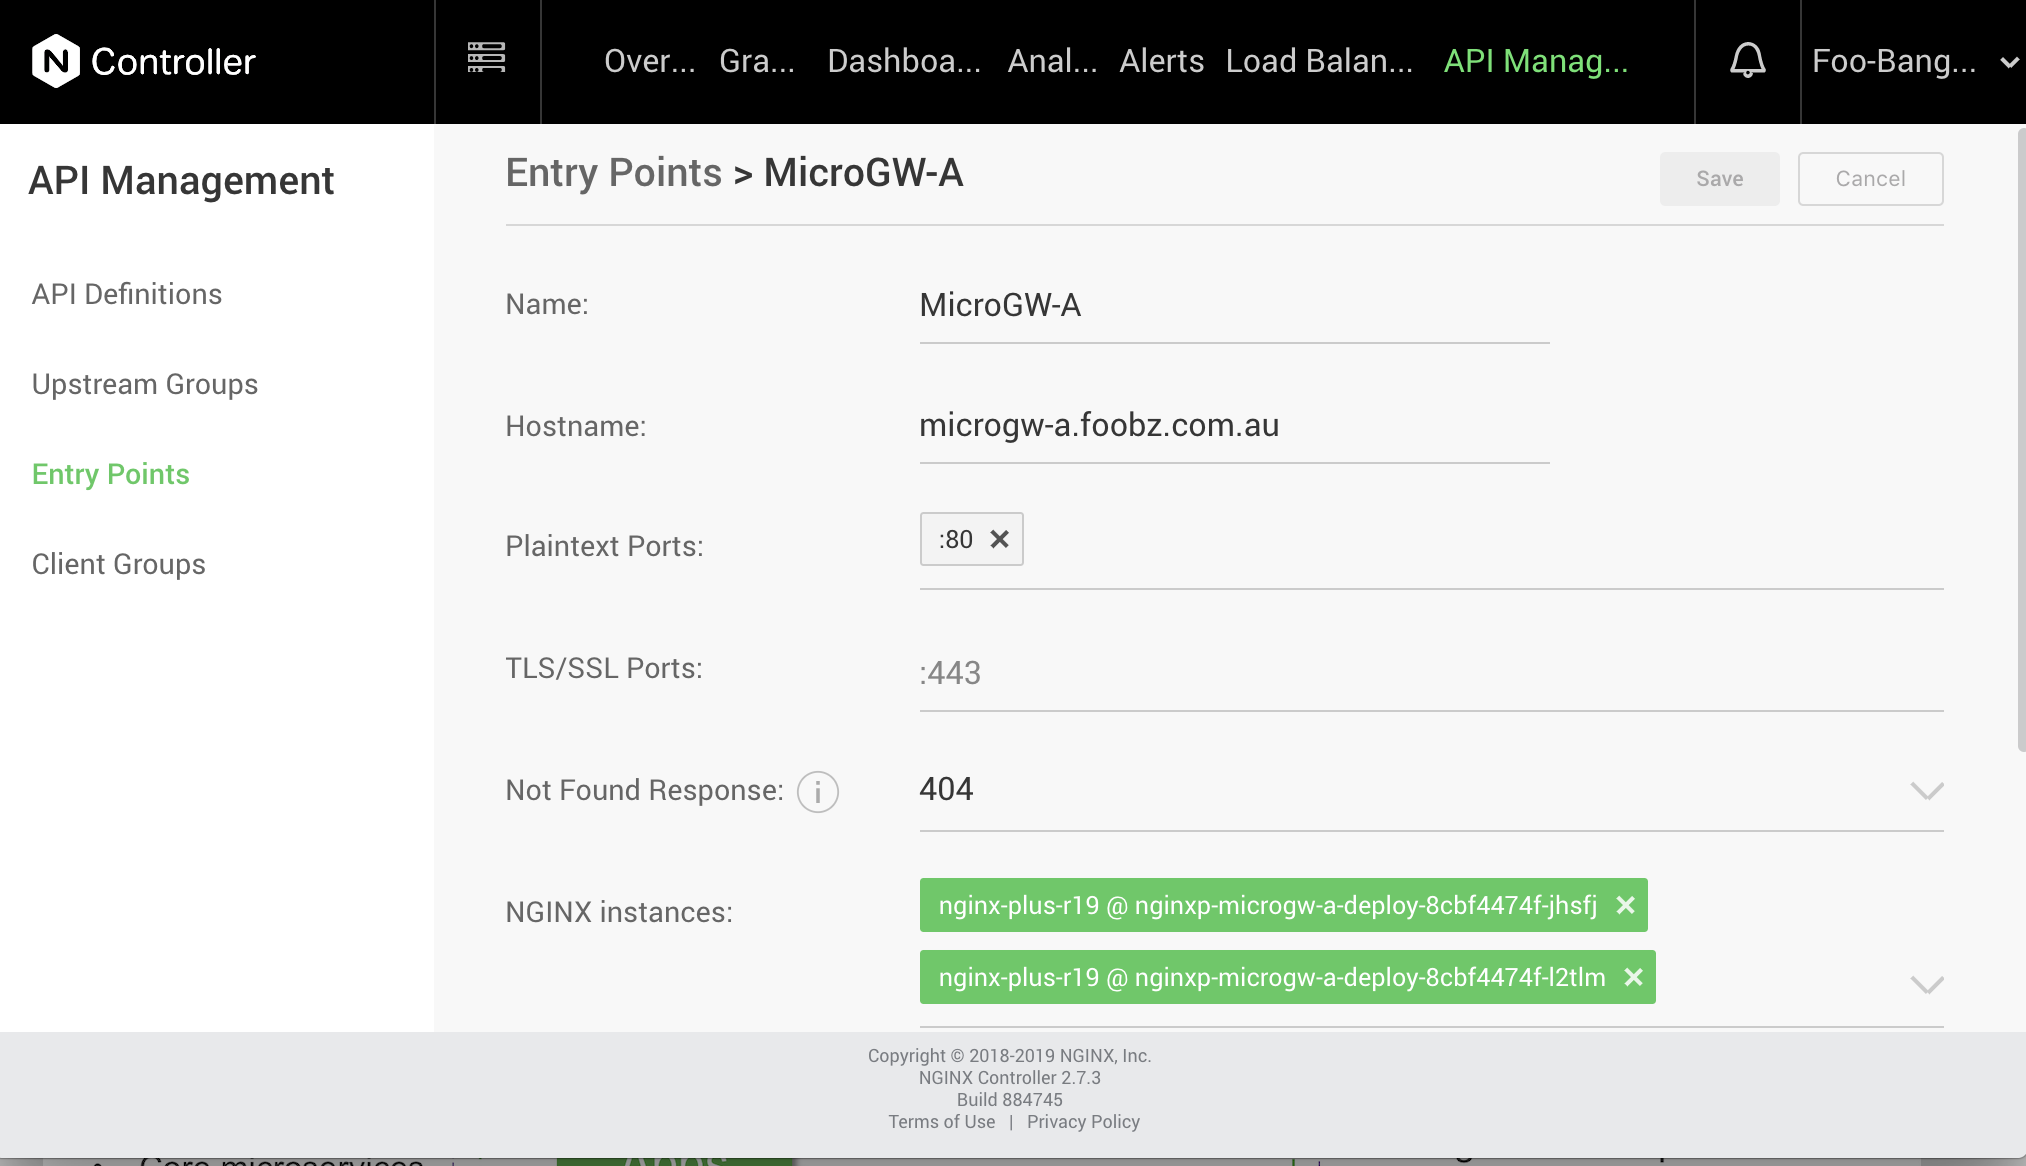 N Controller
Over... Gra... Dashboa... Anal... Alerts Load Balan... API Manag... Foo-Bang...
API Management
API Definitions
Upstream Groups
Entry Points
Client Groups
Entry Points > MicroGW-A
Save Cancel
Name: MicroGW-A
Hostname: microgw-a.foobz.com.au
Plaintext Ports: :80 ✕
TLS/SSL Ports: :443
Not Found Response: i 404
NGINX instances: nginx-plus-r19 @ nginxp-microgw-a-deploy-8cbf4474f-jhsfj ✕
nginx-plus-r19 @ nginxp-microgw-a-deploy-8cbf4474f-l2tlm ✕
Copyright © 2018-2019 NGINX, Inc.
NGINX Controller 2.7.3
Build 884745
Terms of Use | Privacy Policy
Core microservices
Apps